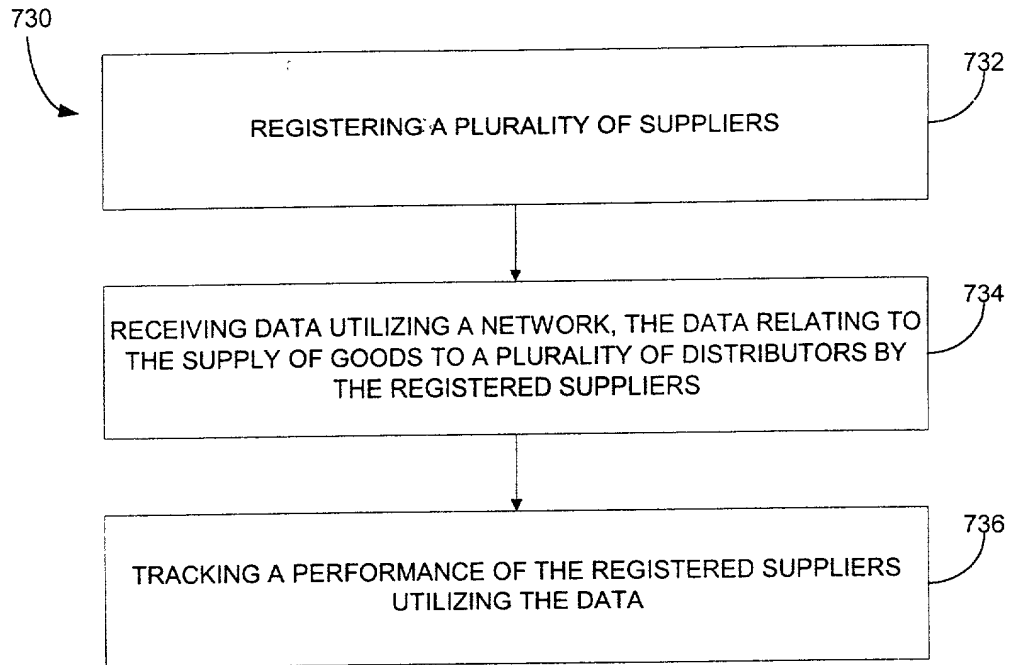 730
732
REGISTERING A PLURALITY OF SUPPLIERS
734
RECEIVING DATA UTILIZING A NETWORK, THE DATA RELATING TO
THE SUPPLY OF GOODS TO A PLURALITY OF DISTRIBUTORS BY
THE REGISTERED SUPPLIERS
736
TRACKING A PERFORMANCE OF THE REGISTERED SUPPLIERS
UTILIZING THE DATA